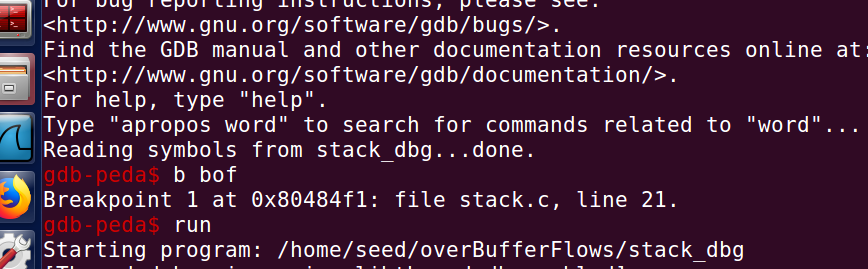 For bug reporting instructions, please see:
<http://www.gnu.org/software/gdb/bugs/>.
Find the GDB manual and other documentation resources online at:
<http://www.gnu.org/software/gdb/documentation/>.
For help, type "help".
Type "apropos word" to search for commands related to "word"...
Reading symbols from stack_dbg...done.
gdb-peda$ b bof
Breakpoint 1 at 0x80484f1: file stack.c, line 21.
gdb-peda$ run
Starting program: /home/seed/overBufferFlows/stack_dbg